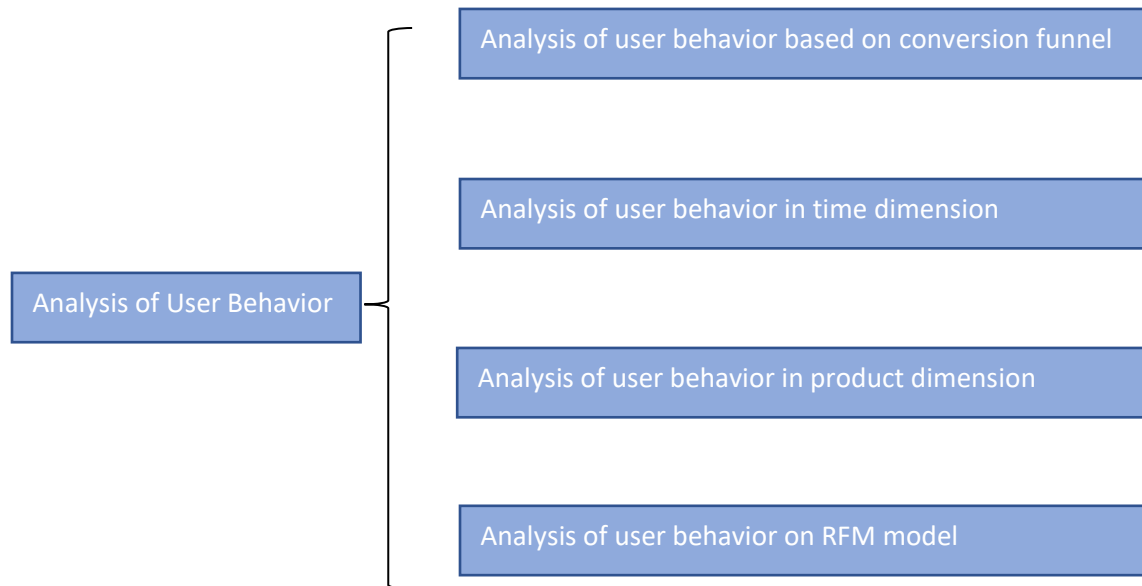 Analysis of user behavior based on conversion funnel
Analysis of user behavior in time dimension
Analysis of User Behavior
Analysis of user behavior in product dimension
Analysis of user behavior on RFM model